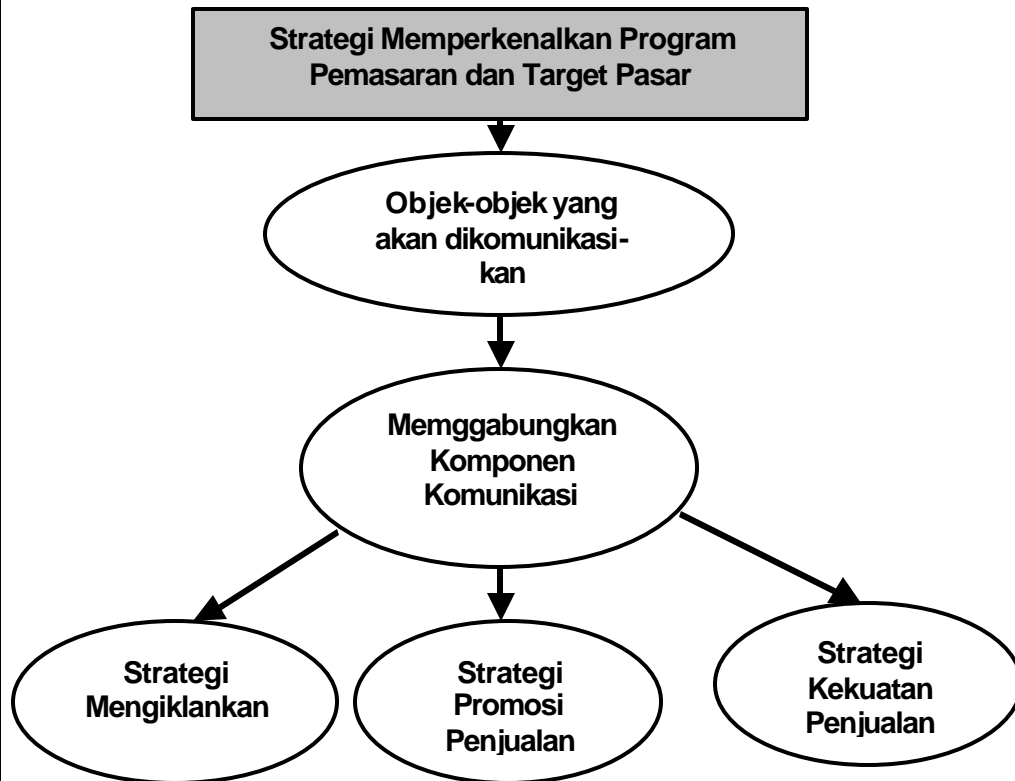 Strategi Memperkenalkan Program
Pemasaran dan Target Pasar
Objek-objek yang
akan dikomunikasi-
kan
Memggabungkan
Komponen
Komunikasi
Strategi
Mengiklankan
Strategi
Promosi
Penjualan
Strategi
Kekuatan
Penjualan